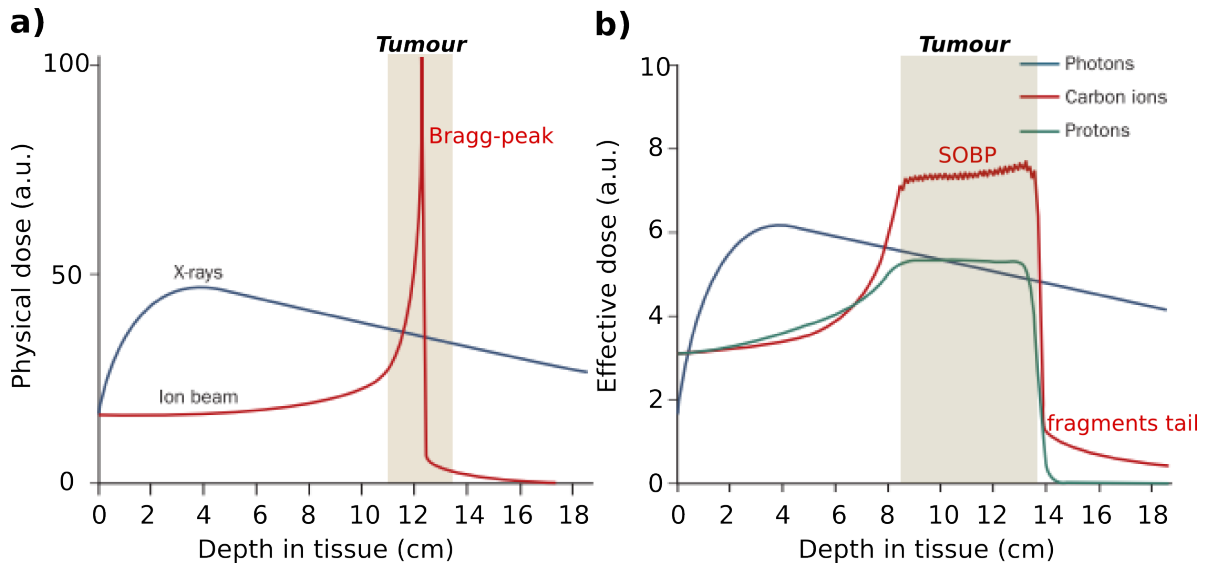 a)
Tumour
100
50
0
Physical dose (a.u.)
X-rays
Ion beam
Bragg-peak
0 2 4 6 8 10 12 14 16 18
Depth in tissue (cm)
b)
Tumour
10
8
6
4
2
0
Effective dose (a.u.)
Photons
Carbon ions
Protons
SOBP
fragments tail
0 2 4 6 8 10 12 14 16 18
Depth in tissue (cm)